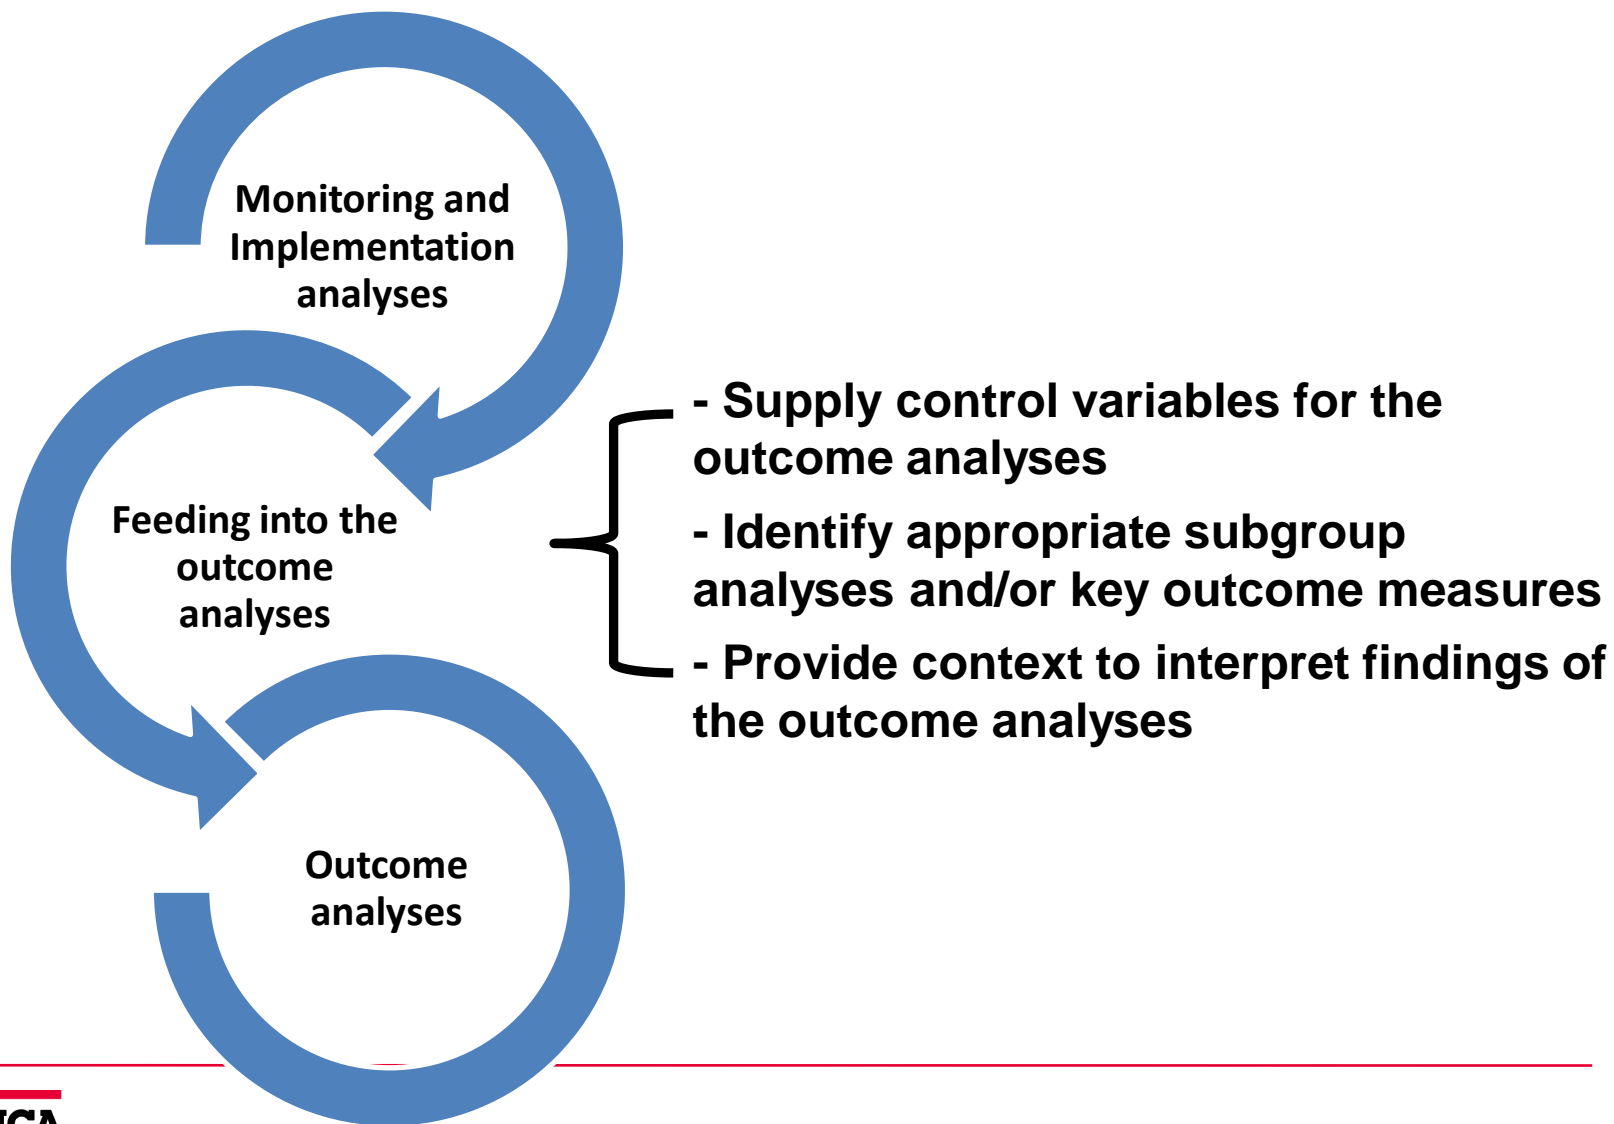 Monitoring and
Implementation
analyses
Feeding into the
outcome
analyses
- Supply control variables for the
outcome analyses
- Identify appropriate subgroup
analyses and/or key outcome measures
- Provide context to interpret findings of
the outcome analyses
Outcome
analyses